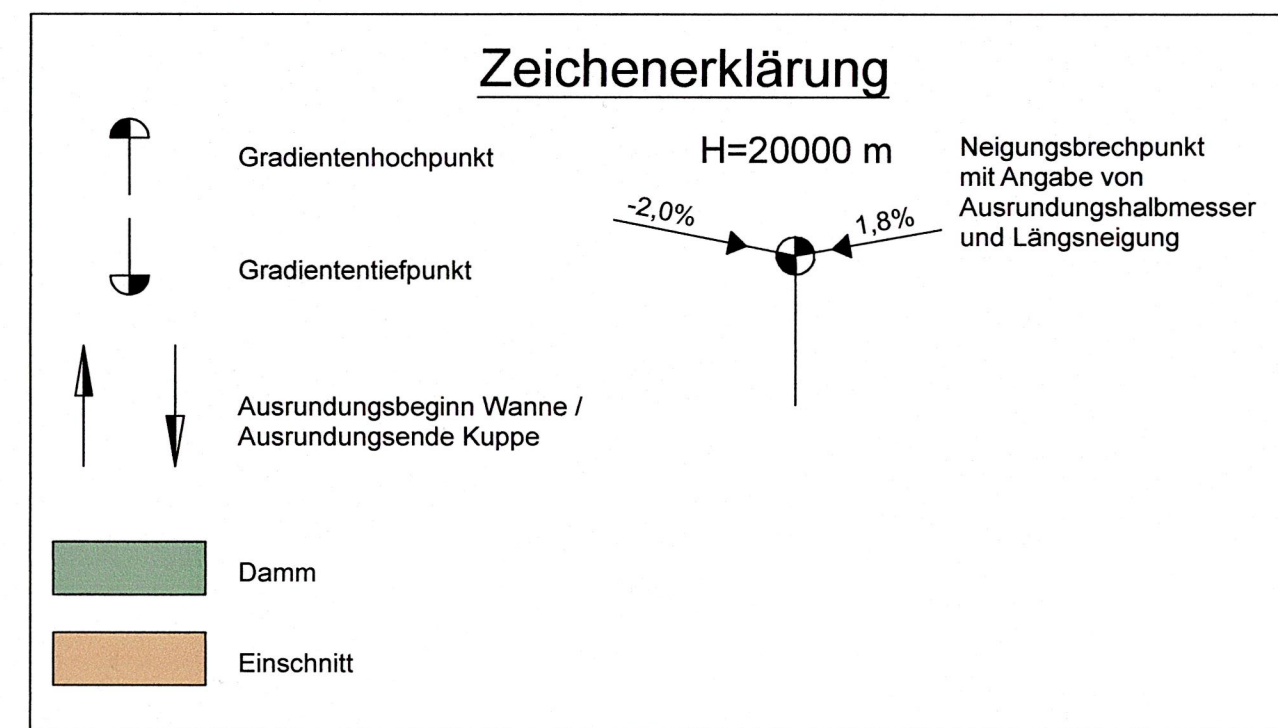 Zeichenerklärung
Gradientenhochpunkt
Gradiententiefpunkt
Ausrundungsbeginn Wanne /
Ausrundungsende Kuppe
Damm
Einschnitt
H=20000 m
-2,0%
1,8%
Neigungsbrechpunkt
mit Angabe von
Ausrundungshalbmesser
und Längsneigung